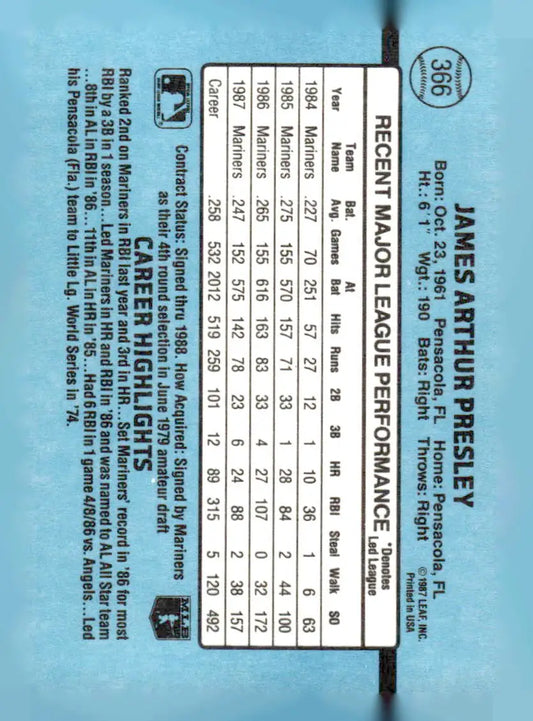 366
JAMES ARTHUR PRESLEY
Born: Oct. 23, 1961 Pensacola, FL Home: Pensacola, FL
Ht.: 6'1" Wgt.: 190 Bats: Right Throws: Right
©1987 LEAF, INC.
Printed in USA
RECENT MAJOR LEAGUE PERFORMANCE *Denotes Led League
Year Team Name Bat. Avg. Games At Bat Hits Runs 2B 3B HR RBI Steal Walk SO
1984 Mariners .227 70 251 57 27 12 1 10 36 1 6 63
1985 Mariners .275 155 570 157 71 33 1 28 84 2 44 100
1986 Mariners .265 155 616 163 83 33 4 27 107 0 32 172
1987 Mariners .247 152 575 142 78 23 6 24 88 2 38 157
Career .258 532 2012 519 259 101 12 89 315 5 120 492
Contract Status: Signed thru 1988. How Acquired: Signed by Mariners
as their 4th round selection in June 1979 amateur draft
MLB
CAREER HIGHLIGHTS
Ranked 2nd on Mariners in RBI last year and 3rd in HR...Set Mariners' record in '86 for most
RBI by a 3B in 1 season...Led Mariners in HR and RBI in '86 and was named to AL All Star team
...8th in AL in RBI in '86...11th in AL in HR in '85...Had 6 RBI in 1 game 4/8/86 vs. Angels...Led
his Pensacola (Fla.) team to Little Lg. World Series in '74.